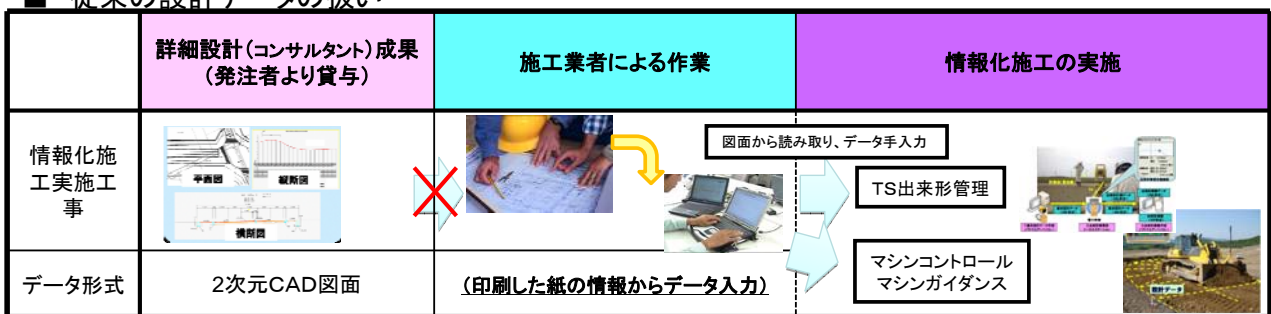 ■ 従来の設計データの扱い
詳細設計(コンサルタント)成果
(発注者より貸与)
施工業者による作業
情報化施工の実施
情報化施
工実施工
事
平面図
縦断図
横断図
図面から読み取り、データ手入力
TS出来形管理
マシンコントロール
マシンガイダンス
設計データ
データ形式
2次元CAD図面
(印刷した紙の情報からデータ入力)